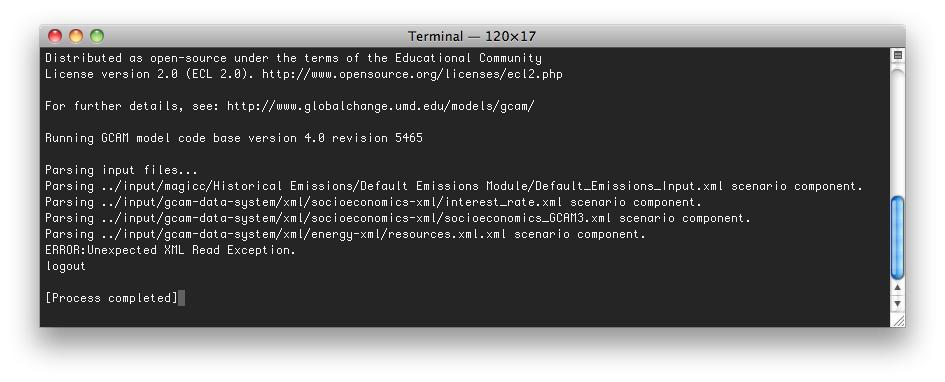 Terminal — 120×17
Distributed as open-source under the terms of the Educational Community
License version 2.0 (ECL 2.0). http://www.opensource.org/licenses/ecl2.php
For further details, see: http://www.globalchange.umd.edu/models/gcam/
Running GCAM model code base version 4.0 revision 5465
Parsing input files...
Parsing ../input/magicc/Historical Emissions/Default Emissions Module/Default_Emissions_Input.xml scenario component.
Parsing ../input/gcam-data-system/xml/socioeconomics-xml/interest_rate.xml scenario component.
Parsing ../input/gcam-data-system/xml/socioeconomics-xml/socioeconomics_GCAM3.xml scenario component.
Parsing ../input/gcam-data-system/xml/energy-xml/resources.xml.xml scenario component.
ERROR:Unexpected XML Read Exception.
logout
[Process completed]